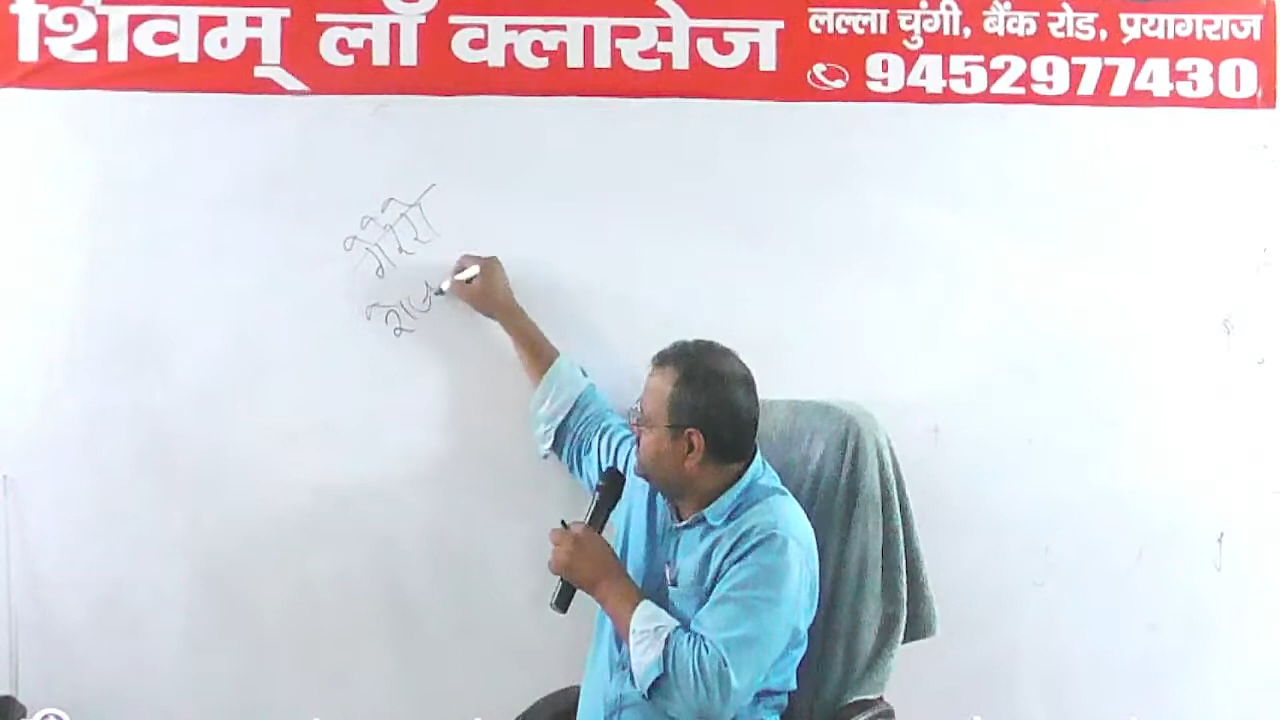 शिवम् लॉ क्लासेज
लल्ला चुंगी, बैंक रोड, प्रयागराज
9452977430